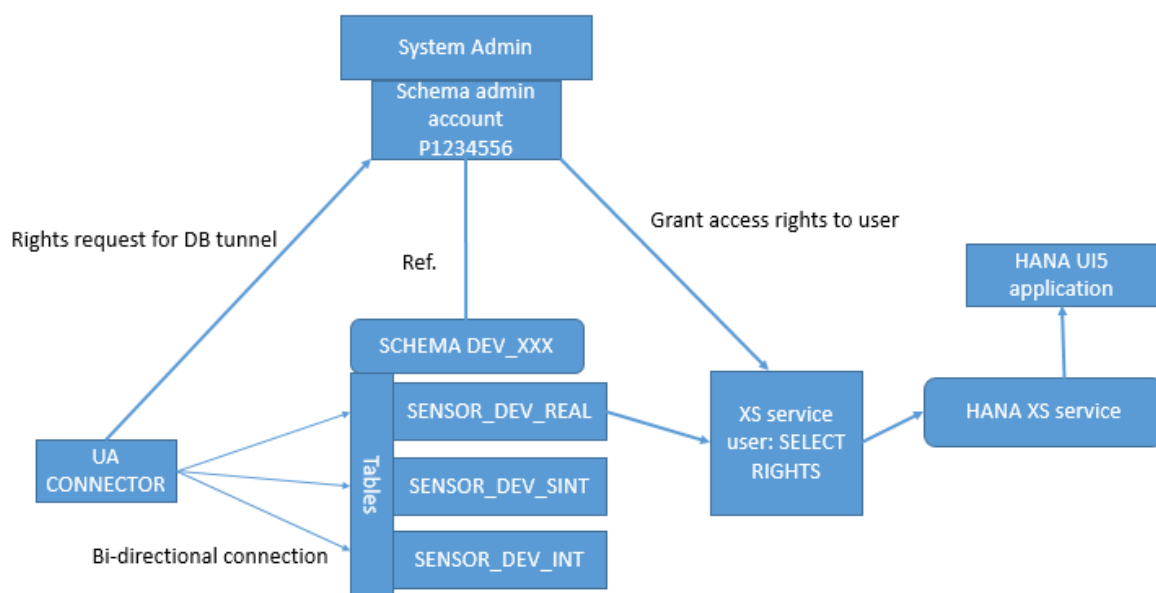 System Admin
Schema admin
account
P1234556
Rights request for DB tunnel
Grant access rights to user
Ref.
HANA UI5
application
SCHEMA DEV_XXX
Tables
SENSOR_DEV_REAL
SENSOR_DEV_SINT
SENSOR_DEV_INT
XS service
user: SELECT
RIGHTS
HANA XS service
UA
CONNECTOR
Bi-directional connection